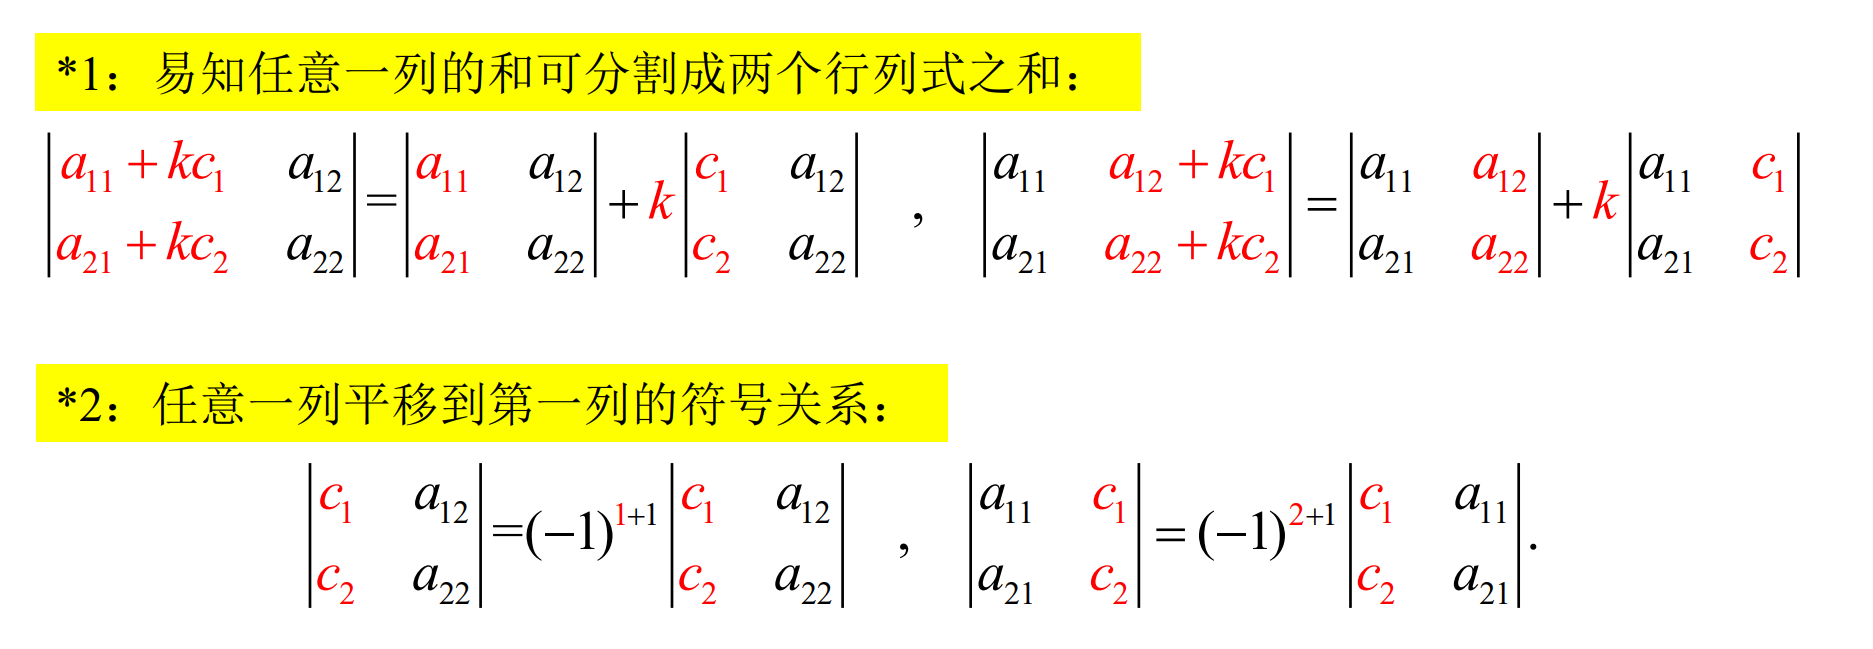 *1：易知任意一列的和可分割成两个行列式之和：
$\begin{vmatrix} a_{11}+kc_1 & a_{12} \\ a_{21}+kc_2 & a_{22} \end{vmatrix} = \begin{vmatrix} a_{11} & a_{12} \\ a_{21} & a_{22} \end{vmatrix} + k \begin{vmatrix} c_1 & a_{12} \\ c_2 & a_{22} \end{vmatrix} , \begin{vmatrix} a_{11} & a_{12}+kc_1 \\ a_{21} & a_{22}+kc_2 \end{vmatrix} = \begin{vmatrix} a_{11} & a_{12} \\ a_{21} & a_{22} \end{vmatrix} + k \begin{vmatrix} a_{11} & c_1 \\ a_{21} & c_2 \end{vmatrix}$
*2：任意一列平移到第一列的符号关系：
$\begin{vmatrix} c_1 & a_{12} \\ c_2 & a_{22} \end{vmatrix} = (-1)^{1+1} \begin{vmatrix} c_1 & a_{12} \\ c_2 & a_{22} \end{vmatrix} , \begin{vmatrix} a_{11} & c_1 \\ a_{21} & c_2 \end{vmatrix} = (-1)^{2+1} \begin{vmatrix} c_1 & a_{11} \\ c_2 & a_{21} \end{vmatrix} .$